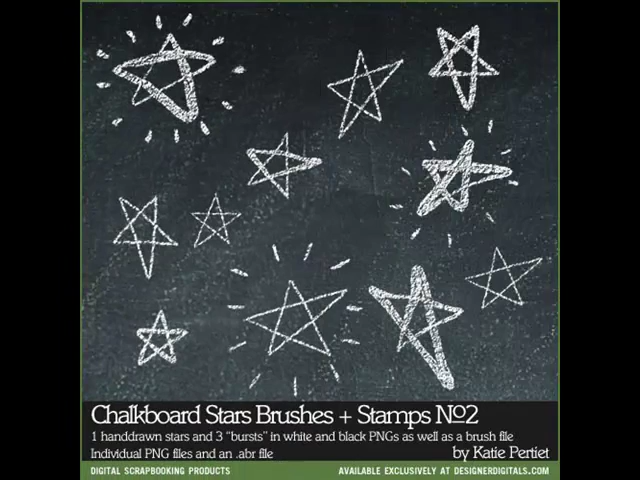 Chalkboard Stars Brushes + Stamps No2
1 handdrawn stars and 3 "bursts" in white and black PNGs as well as a brush file
Individual PNG files and an .abr file
by Katie Pertiet
DIGITAL SCRAPBOOKING PRODUCTS
AVAILABLE EXCLUSIVELY AT DESIGNERDIGITALS.COM